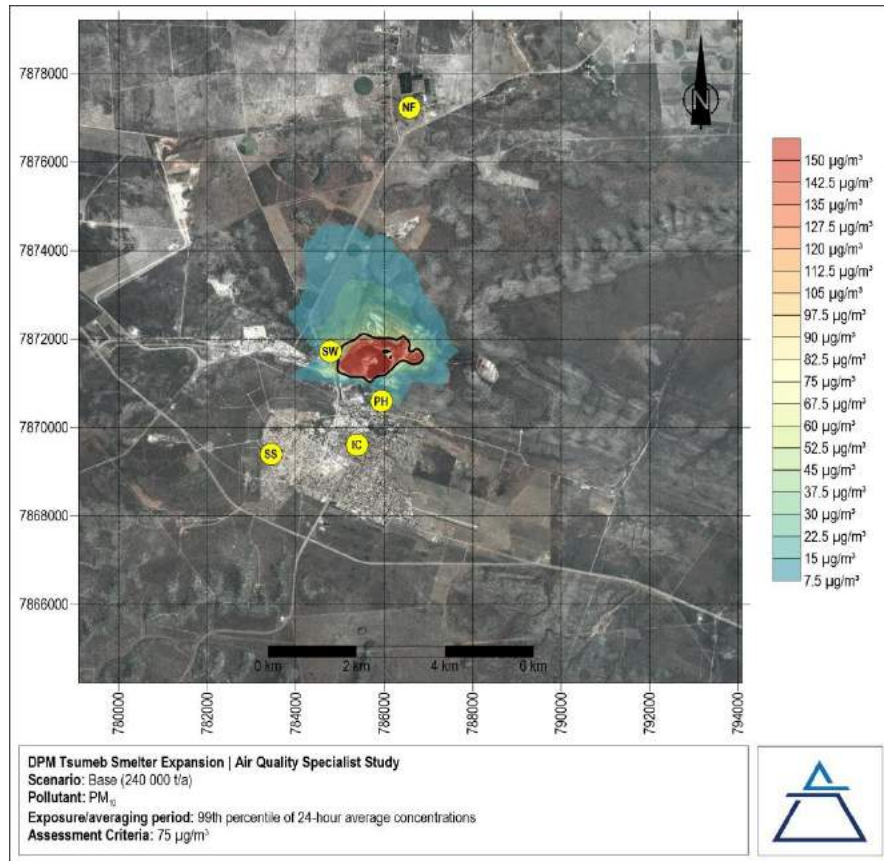 7878000
7876000
7874000
7872000
7870000
7868000
7866000
NF
N
SW
PH
IC
SS
0 km 2 km 4 km 6 km
780000 782000 784000 786000 788000 790000 792000 794000
150 µg/m³
142.5 µg/m³
135 µg/m³
127.5 µg/m³
120 µg/m³
112.5 µg/m³
105 µg/m³
97.5 µg/m³
90 µg/m³
82.5 µg/m³
75 µg/m³
67.5 µg/m³
60 µg/m³
52.5 µg/m³
45 µg/m³
37.5 µg/m³
30 µg/m³
22.5 µg/m³
15 µg/m³
7.5 µg/m³
DPM Tsumeb Smelter Expansion | Air Quality Specialist Study
Scenario: Base (240 000 t/a)
Pollutant: PM₁₀
Exposure/averaging period: 99th percentile of 24-hour average concentrations
Assessment Criteria: 75 µg/m³